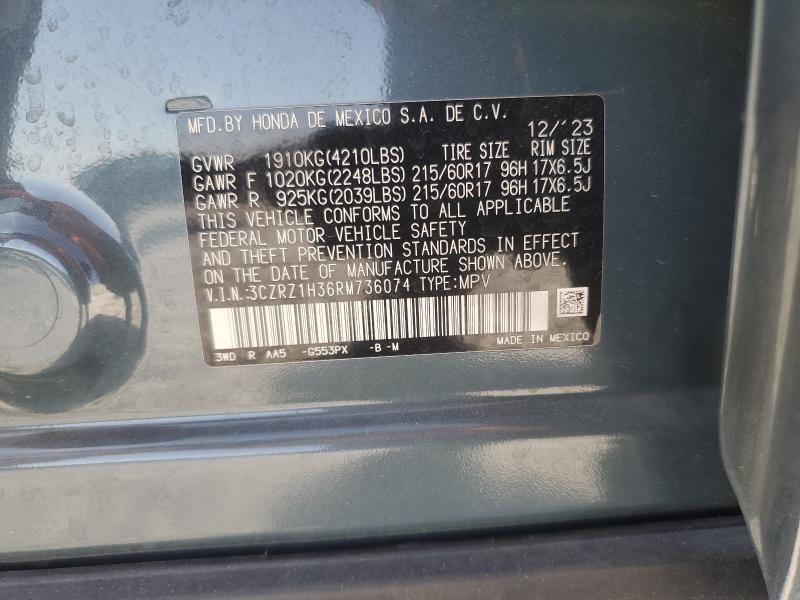 MFD.BY HONDA DE MEXICO S.A. DE C.V.
12/'23
GVWR 1910KG(4210LBS) TIRE SIZE RIM SIZE
GAWR F 1020KG(2248LBS) 215/60R17 96H 17X6.5J
GAWR R 925KG(2039LBS) 215/60R17 96H 17X6.5J
THIS VEHICLE CONFORMS TO ALL APPLICABLE
FEDERAL MOTOR VEHICLE SAFETY
AND THEFT PREVENTION STANDARDS IN EFFECT
ON THE DATE OF MANUFACTURE SHOWN ABOVE.
V.I.N.:3CZRZ1H36RM736074 TYPE:MPV
3WO R AA5 -G553PX -B -M MADE IN MEXICO